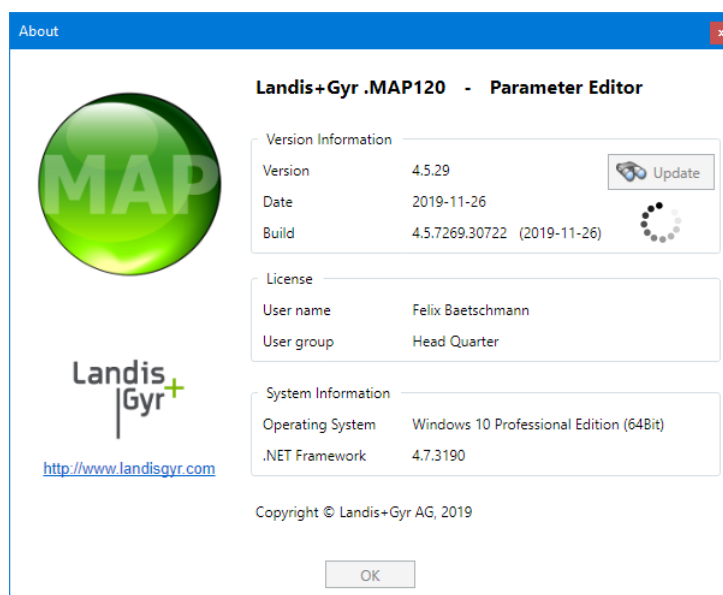 About
x
Landis+Gyr .MAP120 - Parameter Editor
MAP
Version Information
Version 4.5.29 Update
Date 2019-11-26
Build 4.5.7269.30722 (2019-11-26)
License
User name Felix Baetschmann
User group Head Quarter
Landis+
Gyr
System Information
Operating System Windows 10 Professional Edition (64Bit)
.NET Framework 4.7.3190
http://www.landisgyr.com
Copyright © Landis+Gyr AG, 2019
OK